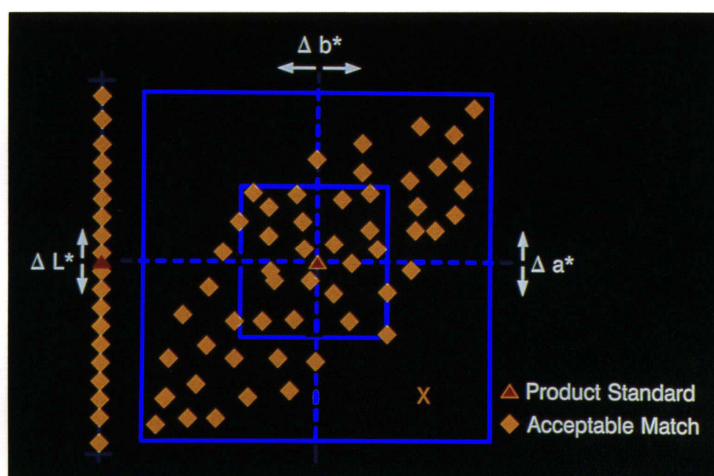 Δ b*
Δ L*
Δ a*
X
Product Standard
Acceptable Match